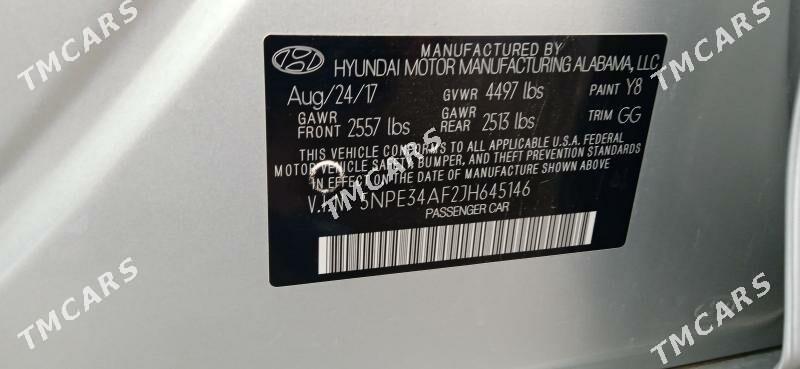 MANUFACTURED BY
HYUNDAI MOTOR MANUFACTURING ALABAMA, LLC
Aug/24/17 GVWR 4497 lbs PAINT Y8
GAWR FRONT 2557 lbs GAWR REAR 2513 lbs TRIM GG
THIS VEHICLE CONFORMS TO ALL APPLICABLE U.S.A. FEDERAL
MOTOR VEHICLE SAFETY, BUMPER, AND THEFT PREVENTION STANDARDS
IN EFFECT ON THE DATE OF MANUFACTURE SHOWN ABOVE.
5NPE34AF2JH645146
PASSENGER CAR
TMCARS
TMCARS
TMCARS
TMCARS
TMCARS